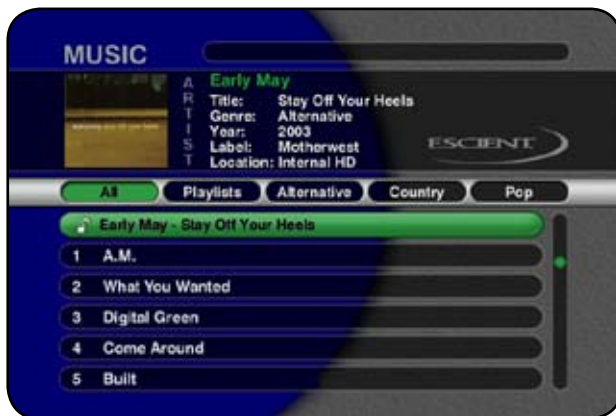 MUSIC
ARTIST
Early May
Title: Stay Off Your Heels
Genre: Alternative
Year: 2003
Label: Motherwest
Location: Internal HD
ESCIENT
All Playlists Alternative Country Pop
Early May - Stay Off Your Heels
1 A.M.
2 What You Wanted
3 Digital Green
4 Come Around
5 Built